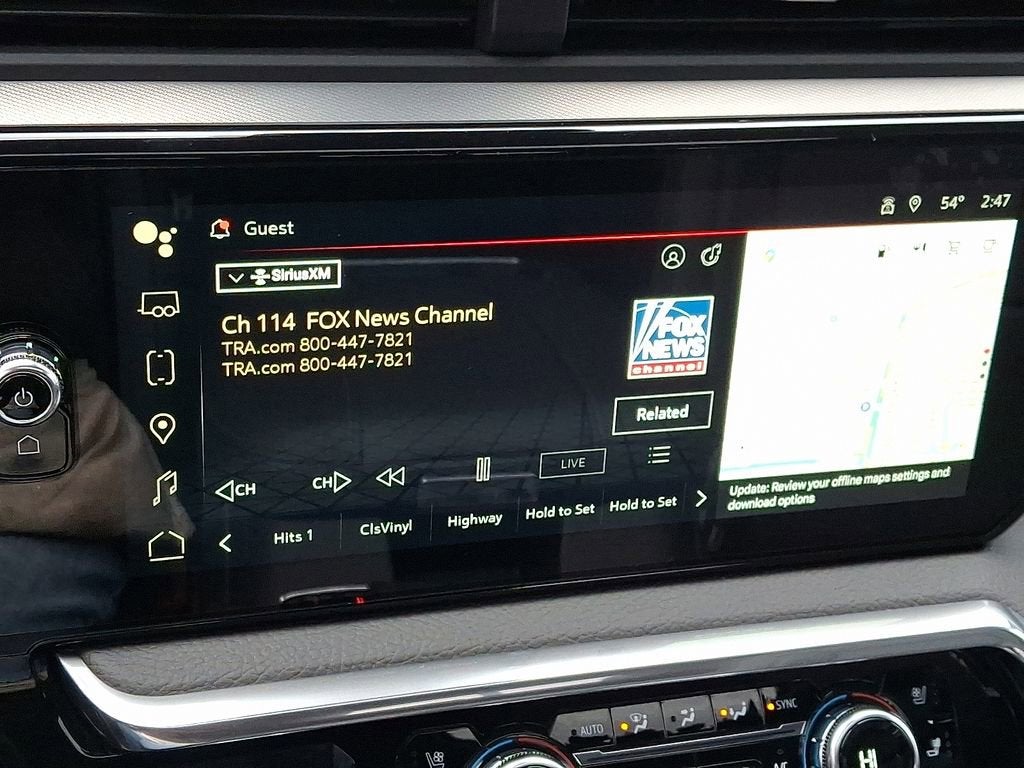 Guest
54° 2:47
SiriusXM
Ch 114 FOX News Channel
TRA.com 800-447-7821
TRA.com 800-447-7821
FOX
NEWS
channel
Related
CH
CH
LIVE
Hits 1
ClsVinyl
Highway
Hold to Set
Hold to Set
Update: Review your offline maps settings and
download options
AUTO
SYNC
HI